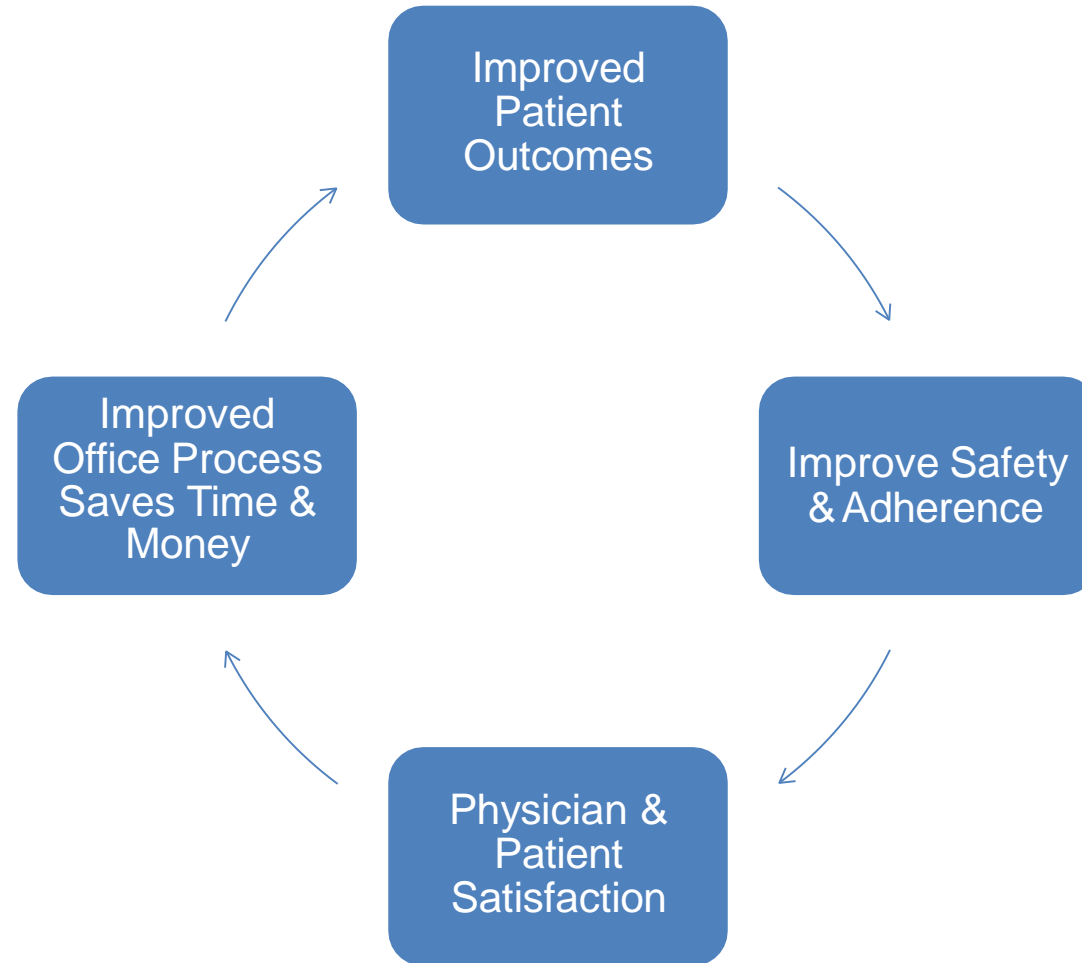 Improved
Patient
Outcomes
Improve Safety
& Adherence
Physician &
Patient
Satisfaction
Improved
Office Process
Saves Time &
Money